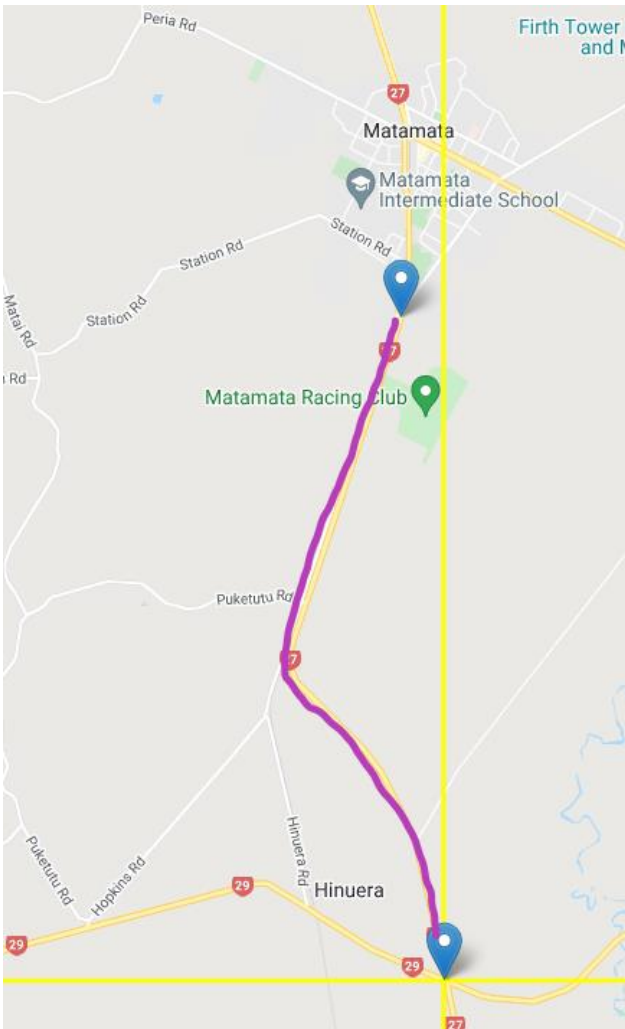 Peria Rd
Firth Tower
and
27
Matamata
Matamata
Intermediate School
Station Rd
Station Rd
Station Rd
Matai Rd
Rd
27
Matamata Racing Club
Puketutu Rd
27
Hinuera Rd
Puketutu Rd
Hopkins Rd
29
Hinuera
29
29
27